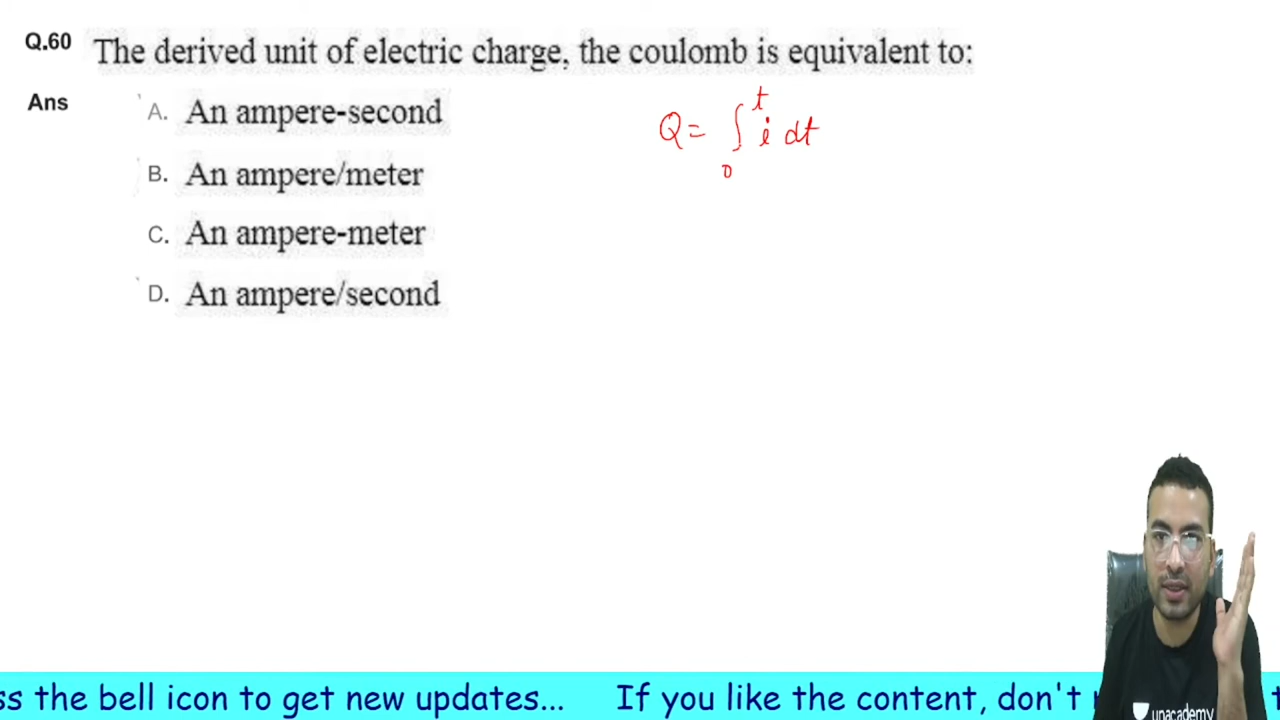 Q.60 The derived unit of electric charge, the coulomb is equivalent to:
Ans
A. An ampere-second
B. An ampere/meter
C. An ampere-meter
D. An ampere/second
Q = ∫₀ᵗ i dt
ss the bell icon to get new updates... If you like the content, don't
unacademy